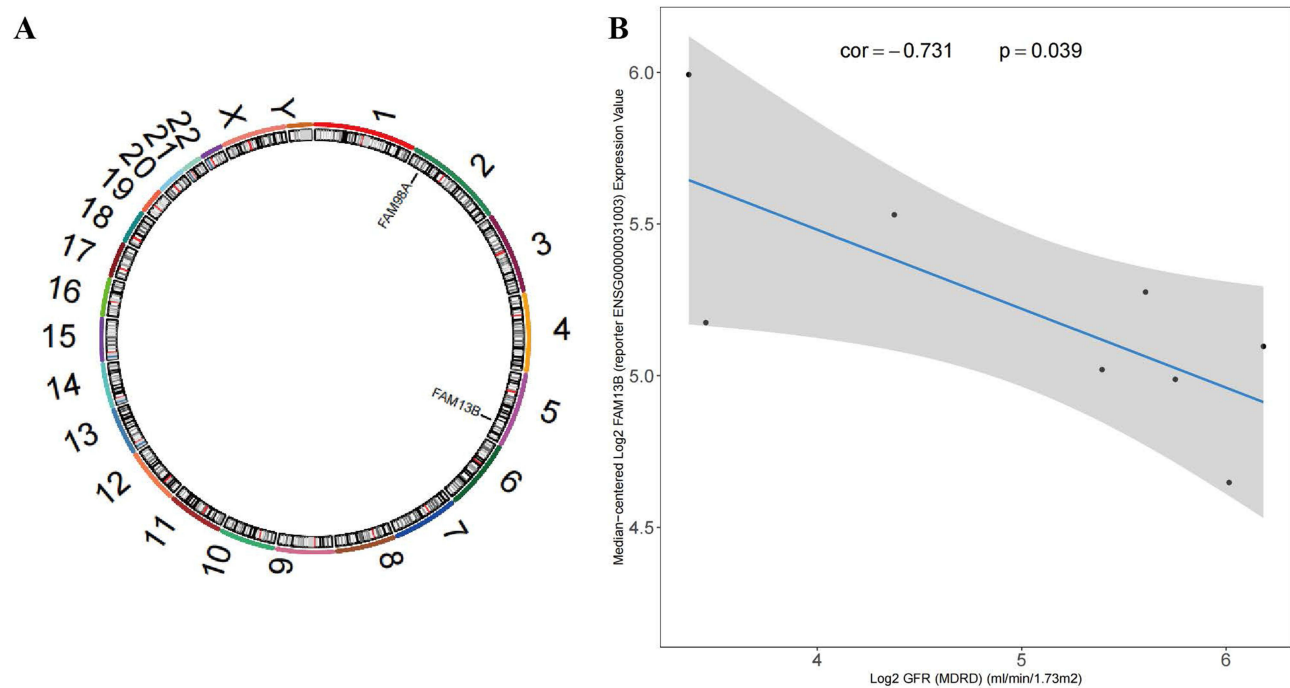 A
1
2
3
4
5
6
7
8
9
10
11
12
13
14
15
16
17
18
19
20
21
22
X
Y
FAM98A
FAM13B
B
cor = −0.731 p = 0.039
Median−centered Log2 FAM13B (reporter ENSG00000031003) Expression Value
6.0
5.5
5.0
4.5
4 5 6
Log2 GFR (MDRD) (ml/min/1.73m2)